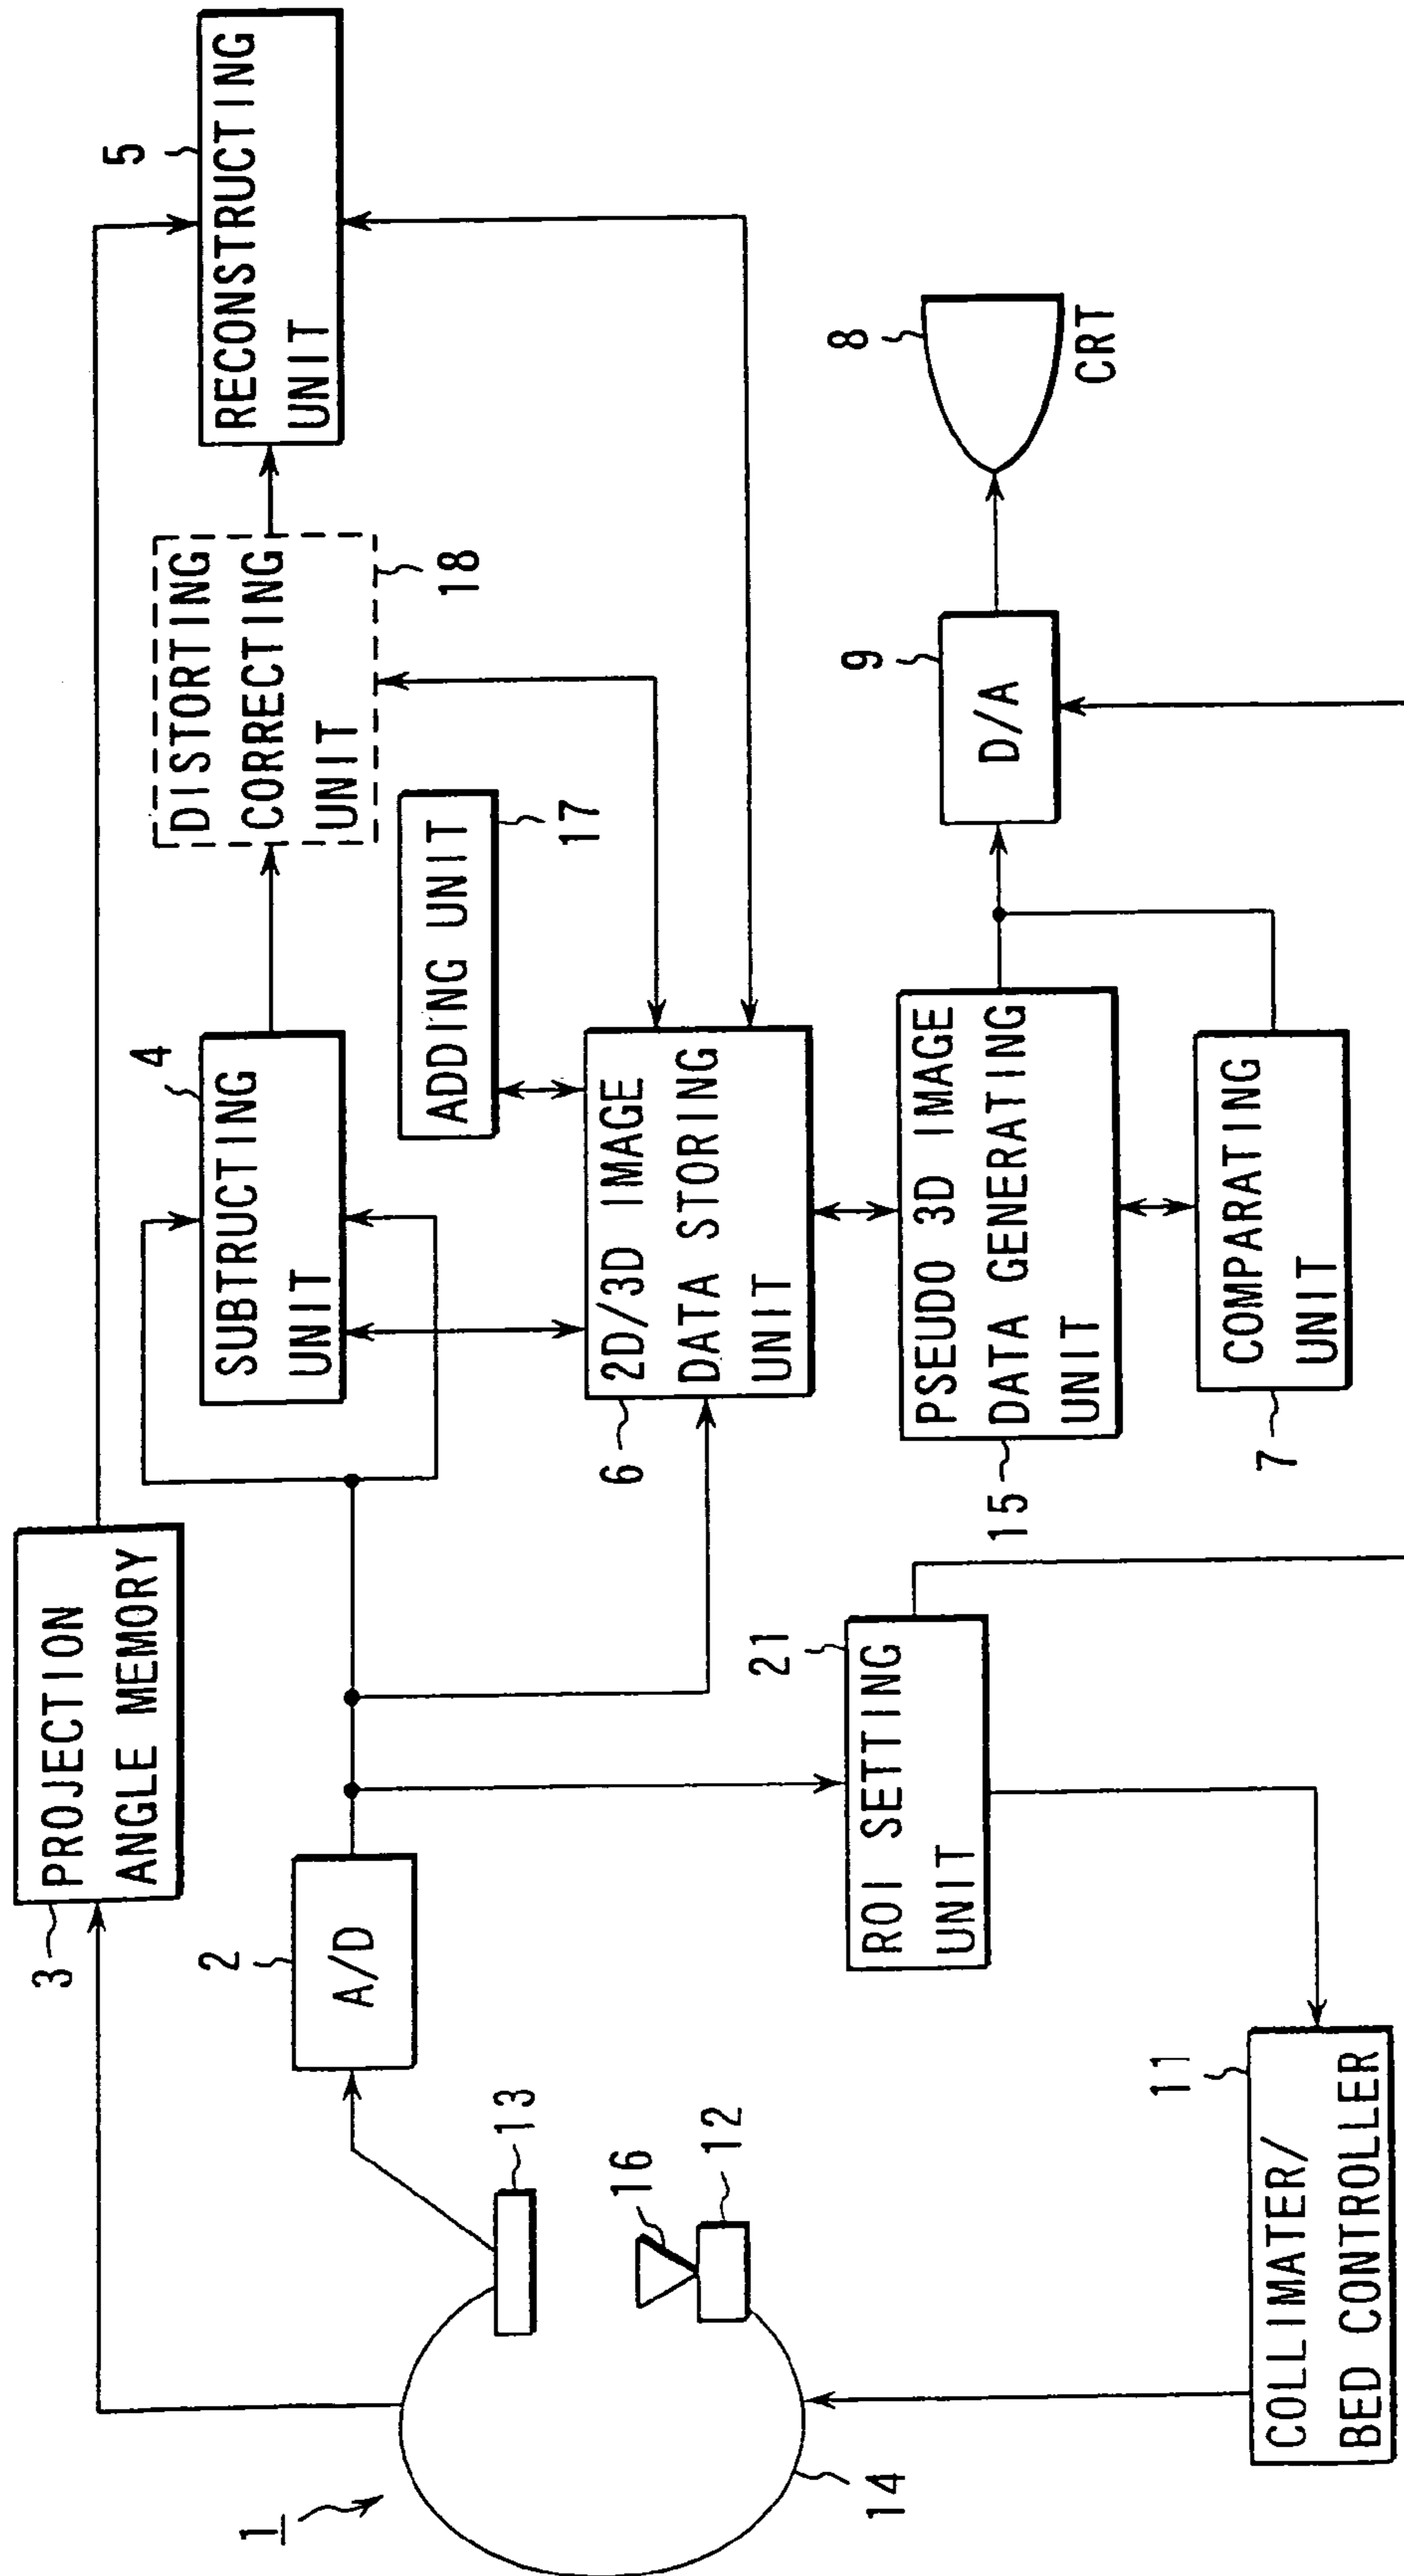 1
14
13
16
12
3
PROJECTION
ANGLE MEMORY
2
A/D
4
SUBTRUCTING
UNIT
DISTORTING
CORRECTING
UNIT
18
5
RECONSTRUCTING
UNIT
ADDING UNIT
17
6
2D/3D IMAGE
DATA STORING
UNIT
21
ROI SETTING
UNIT
11
COLLIMATER/
BED CONTROLLER
15
PSEUDO 3D IMAGE
DATA GENERATING
UNIT
7
COMPARATING
UNIT
9
D/A
8
CRT